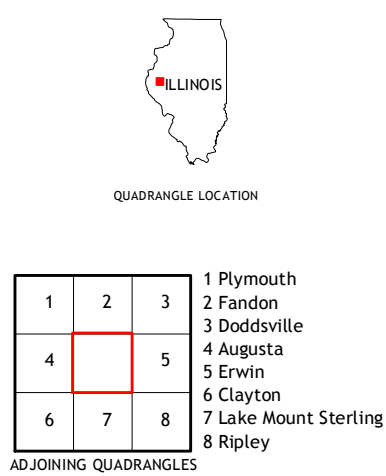 ILLINOIS
QUADRANGLE LOCATION
1 2 3
4 5
6 7 8
1 Plymouth
2 Fandon
3 Doddsville
4 Augusta
5 Erwin
6 Clayton
7 Lake Mount Sterling
8 Ripley
ADJOINING QUADRANGLES